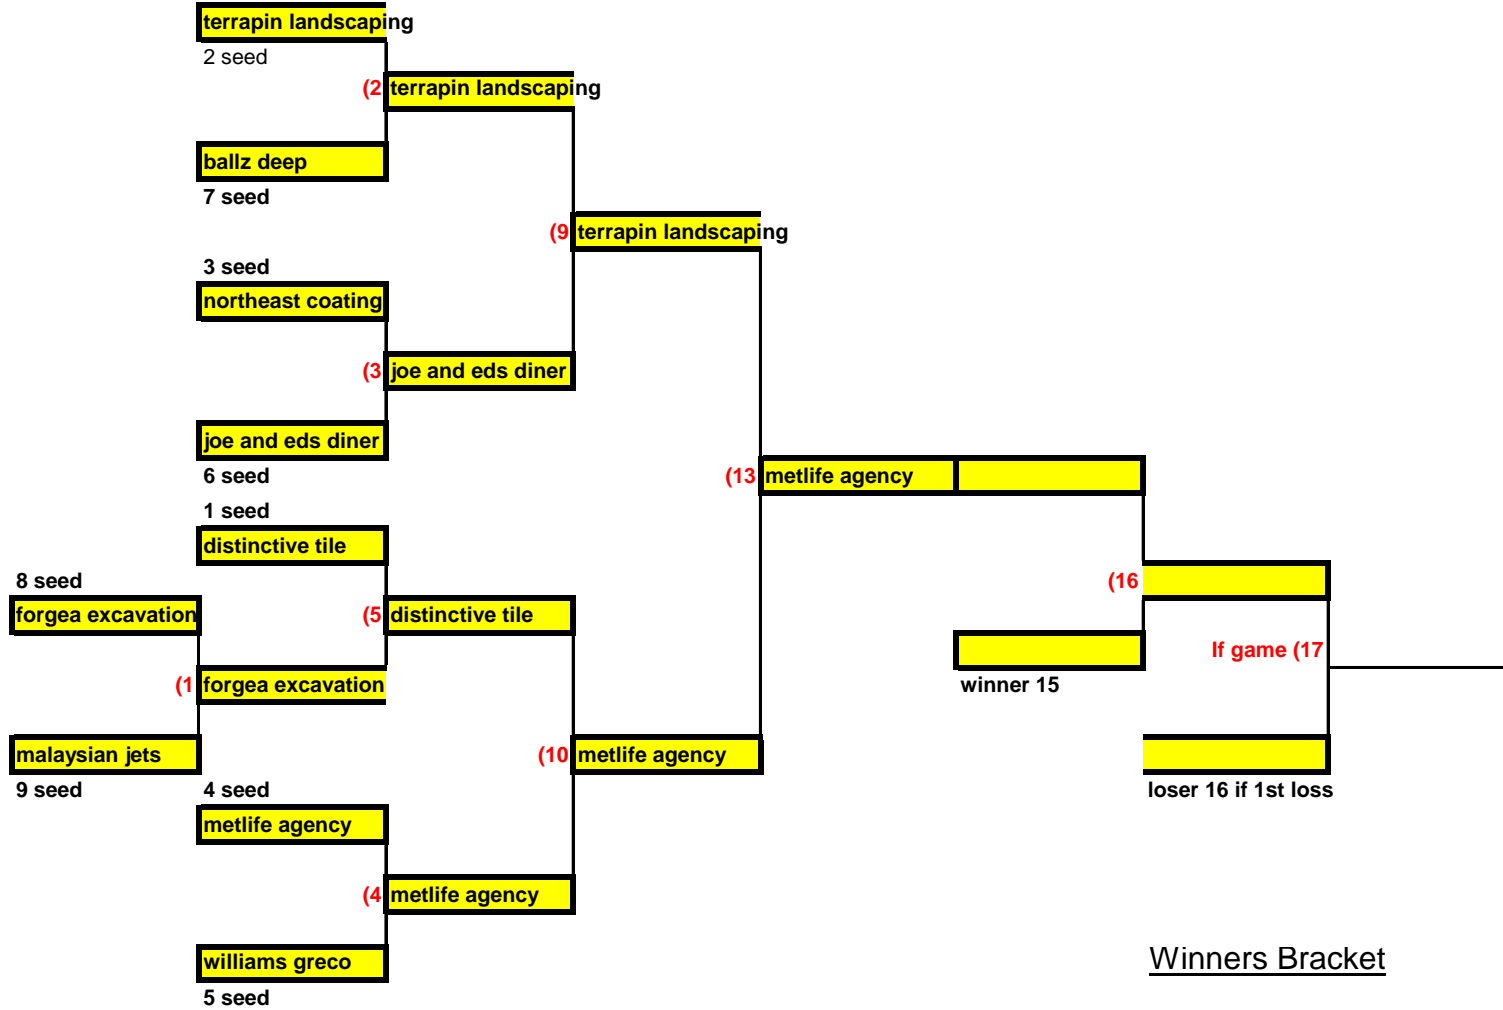 terrapin landscaping
2 seed
(2 terrapin landscaping
ballz deep
7 seed
(9 terrapin landscaping
3 seed
northeast coating
(3 joe and eds diner
joe and eds diner
6 seed
(13 metlife agency
1 seed
distinctive tile
8 seed
(16
forgea excavation
(5 distinctive tile
If game (17
(1 forgea excavation
winner 15
malaysian jets
(10 metlife agency
9 seed
4 seed
loser 16 if 1st loss
metlife agency
(4 metlife agency
williams greco
Winners Bracket
5 seed